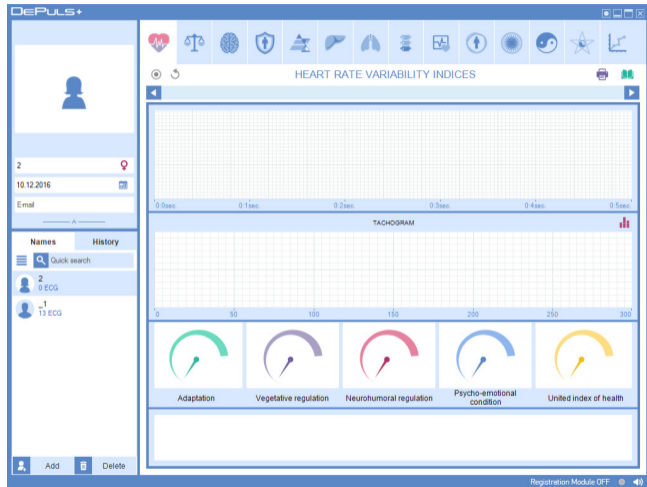 DePuls+
HEART RATE VARIABILITY INDICES
2
10.12.2016
E-mail
0:0sec. 0:1sec. 0:2sec. 0:3sec. 0:4sec. 0:5sec.
TACHOGRAM
Names History
Quick search
2
0 ECG
_1
13 ECG
0 50 100 150 200 250 300
Adaptation
Vegetative regulation
Neurohumoral regulation
Psycho-emotional
condition
United index of health
Add Delete
Registration Module OFF